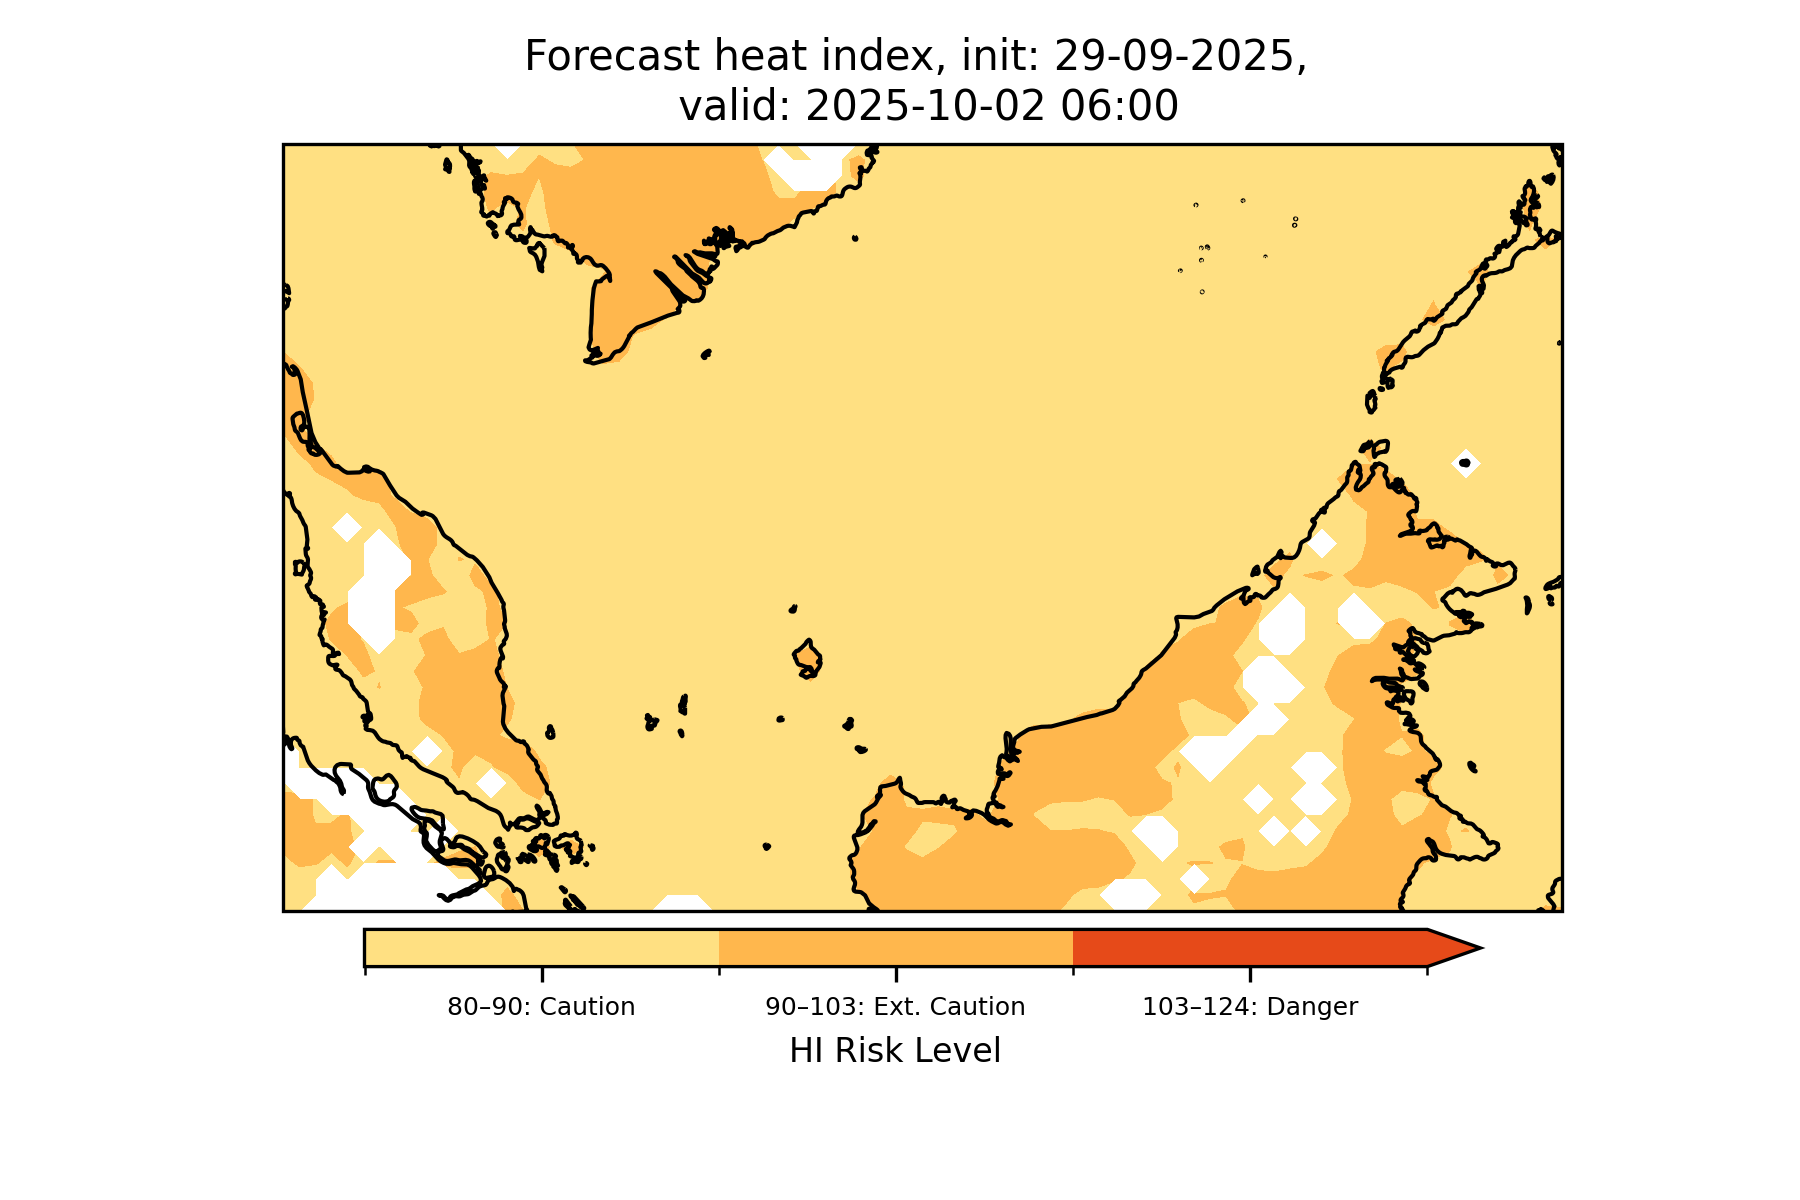 Forecast heat index, init: 29-09-2025,
valid: 2025-10-02 06:00
80–90: Caution
90–103: Ext. Caution
103–124: Danger
HI Risk Level